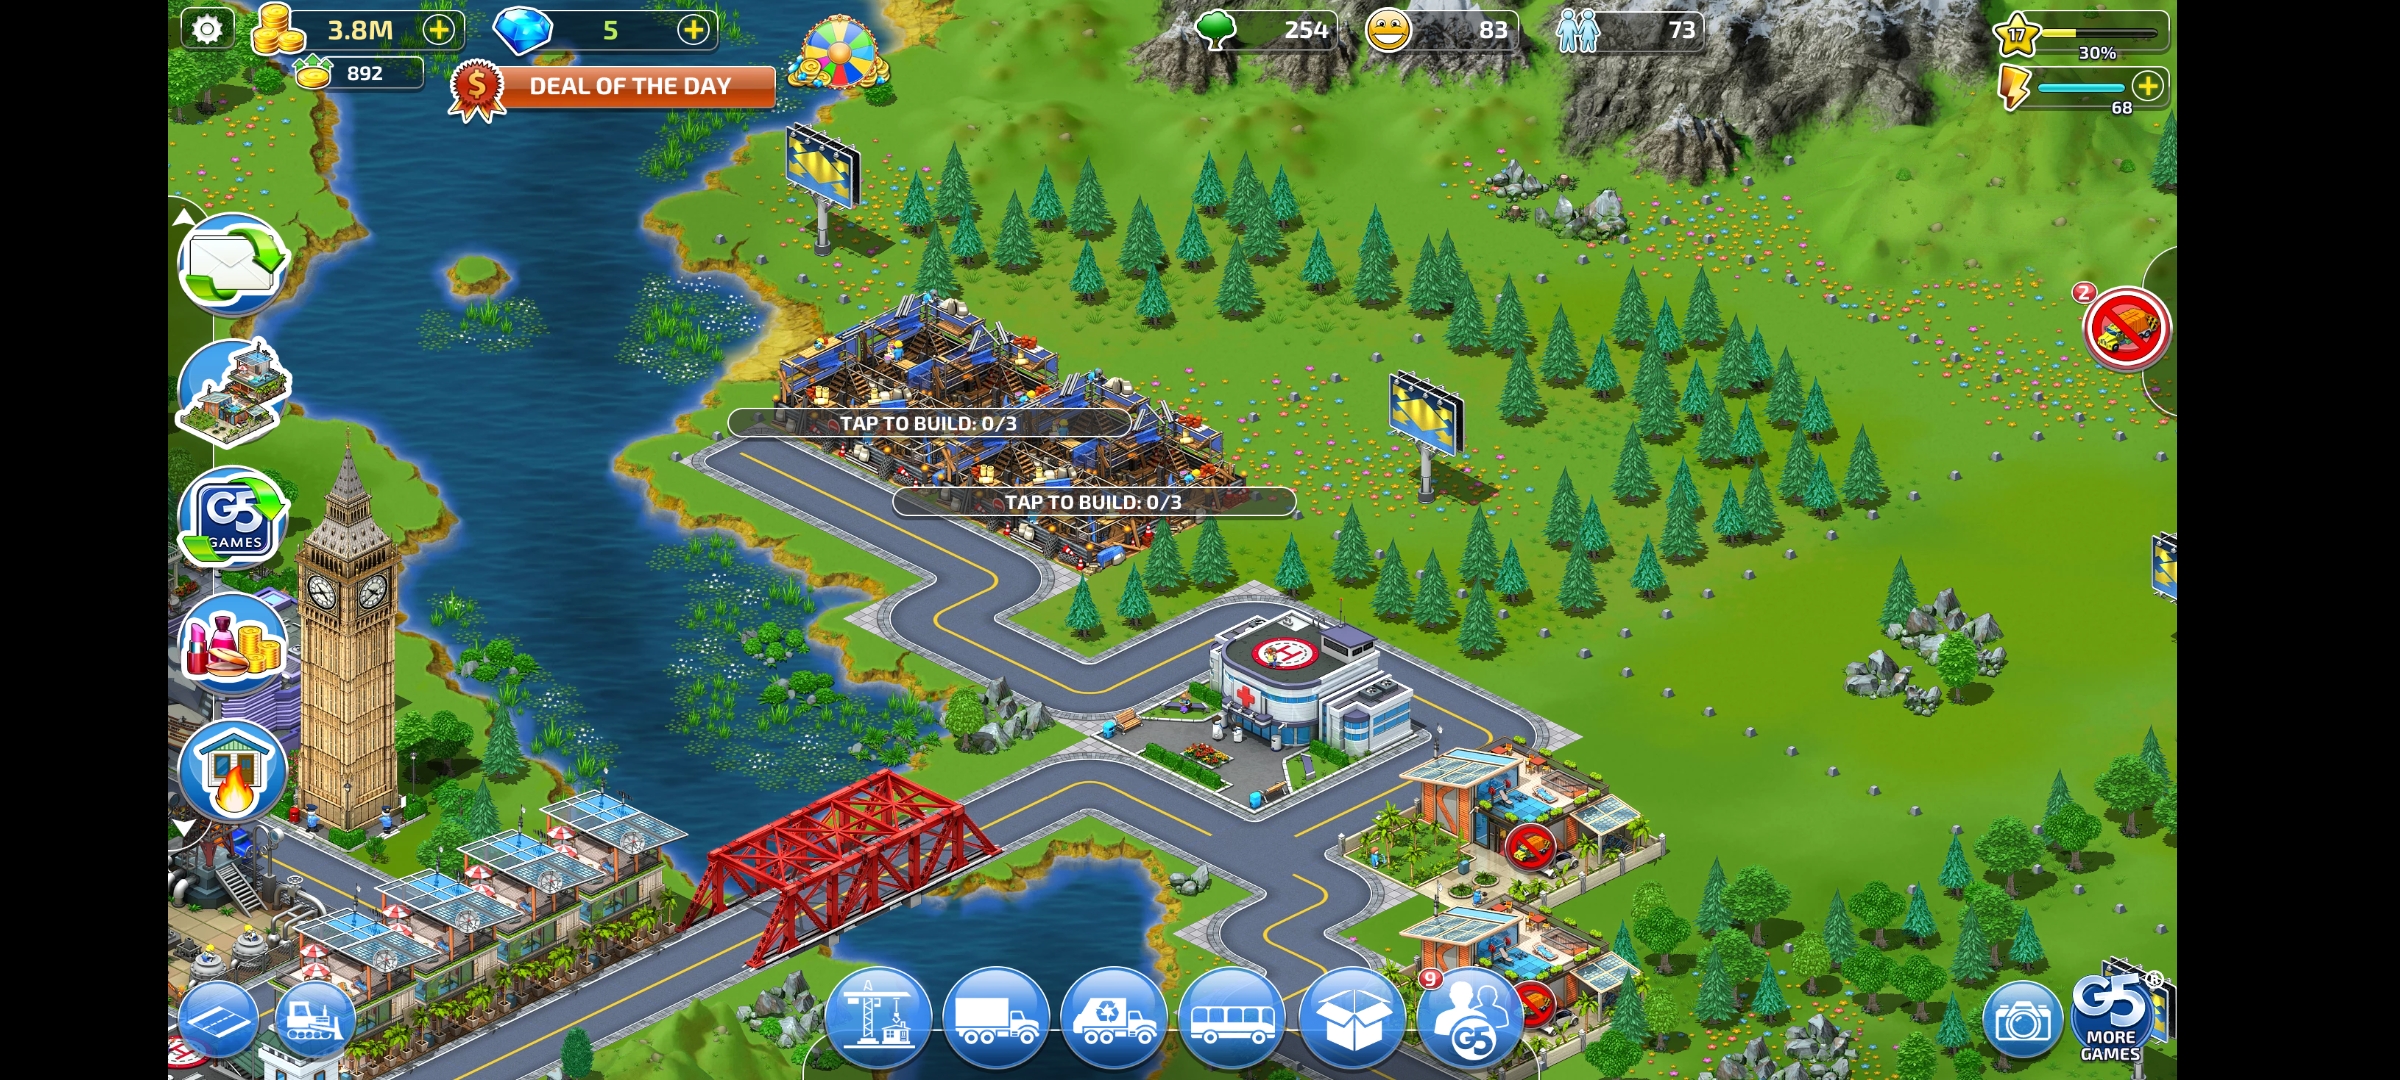 3.8M
5
254
83
73
17
30%
892
DEAL OF THE DAY
68
2
TAP TO BUILD: 0/3
TAP TO BUILD: 0/3
G5
GAMES
H
9
G5
G5 ®
MORE
GAMES